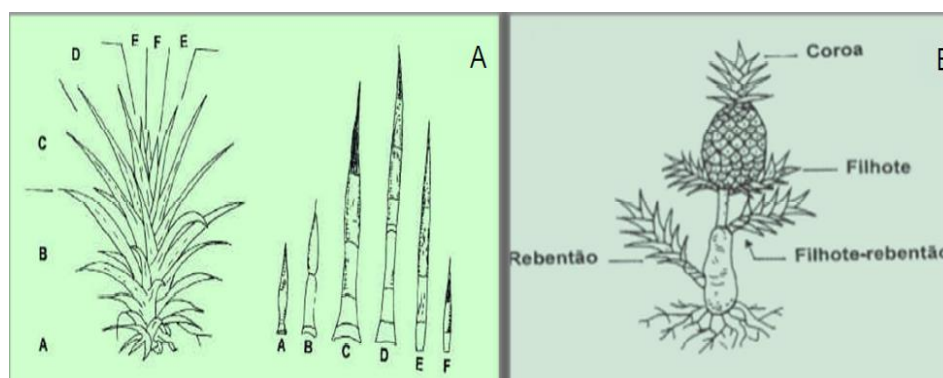 E F E
D
A
C
B
A
A B C D E F
Coroa
Filhote
Rebentão
Filhote-rebentão